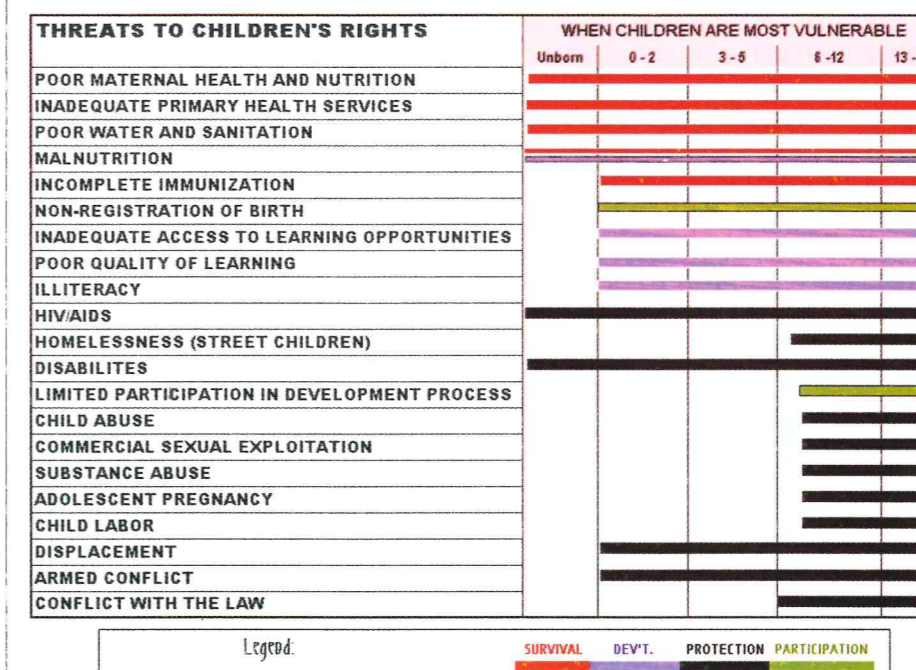 THREATS TO CHILDREN'S RIGHTS
WHEN CHILDREN ARE MOST VULNERABLE
Unborn 0 - 2 3 - 5 6 -12 13 -
POOR MATERNAL HEALTH AND NUTRITION
INADEQUATE PRIMARY HEALTH SERVICES
POOR WATER AND SANITATION
MALNUTRITION
INCOMPLETE IMMUNIZATION
NON-REGISTRATION OF BIRTH
INADEQUATE ACCESS TO LEARNING OPPORTUNITIES
POOR QUALITY OF LEARNING
ILLITERACY
HIV/AIDS
HOMELESSNESS (STREET CHILDREN)
DISABILITES
LIMITED PARTICIPATION IN DEVELOPMENT PROCESS
CHILD ABUSE
COMMERCIAL SEXUAL EXPLOITATION
SUBSTANCE ABUSE
ADOLESCENT PREGNANCY
CHILD LABOR
DISPLACEMENT
ARMED CONFLICT
CONFLICT WITH THE LAW
Legend: SURVIVAL DEV'T. PROTECTION PARTICIPATION